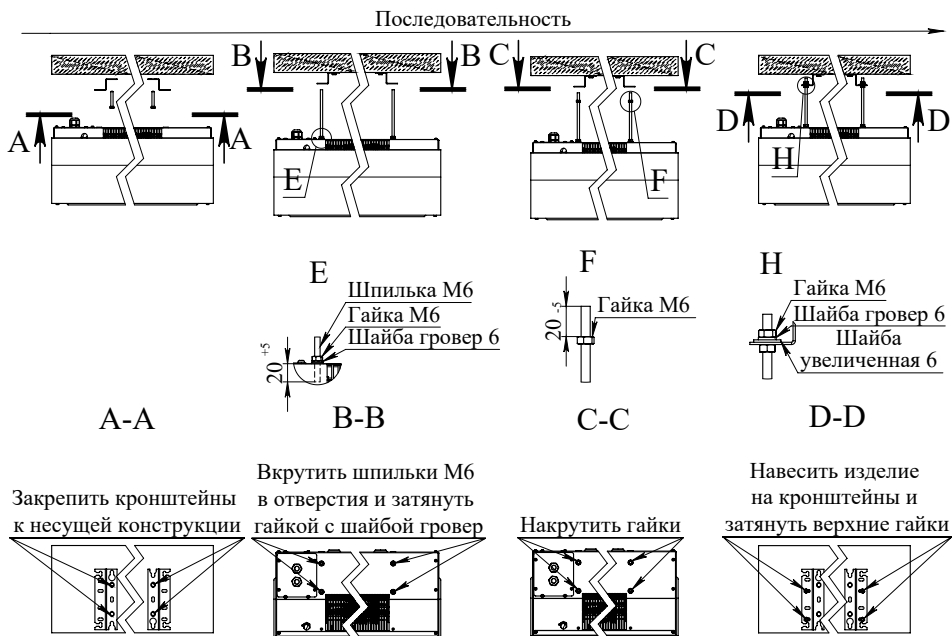 Последовательность
A
A
B
B
C
C
D
D
E
F
H
E
Шпилька М6
Гайка М6
Шайба гровер 6
20 +5
F
Гайка М6
20 -5
H
Гайка М6
Шайба гровер 6
Шайба
увеличенная 6
A-A
B-B
C-C
D-D
Закрепить кронштейны
к несущей конструкции
Вкрутить шпильки М6
в отверстия и затянуть
гайкой с шайбой гровер
Накрутить гайки
Навесить изделие
на кронштейны и
затянуть верхние гайки